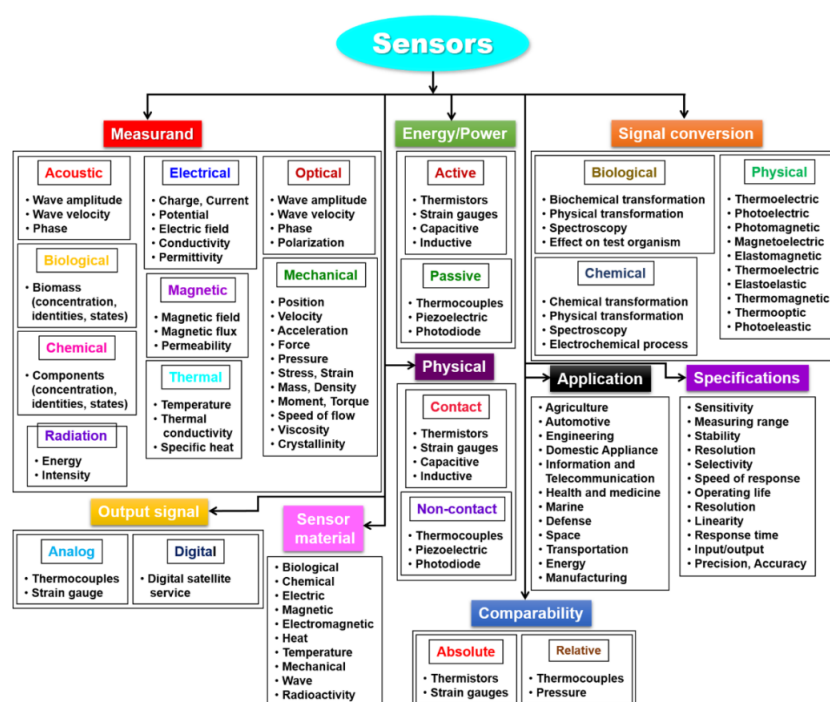 Sensors
Measurand
Acoustic
• Wave amplitude
• Wave velocity
• Phase
Biological
• Biomass
(concentration,
identities, states)
Chemical
• Components
(concentration,
identities, states)
Radiation
• Energy
• Intensity
Electrical
• Charge, Current
• Potential
• Electric field
• Conductivity
• Permittivity
Magnetic
• Magnetic field
• Magnetic flux
• Permeability
Thermal
• Temperature
• Thermal
conductivity
• Specific heat
Optical
• Wave amplitude
• Wave velocity
• Phase
• Polarization
Mechanical
• Position
• Velocity
• Acceleration
• Force
• Pressure
• Stress, Strain
• Mass, Density
• Moment, Torque
• Speed of flow
• Viscosity
• Crystallinity
Energy/Power
Active
• Thermistors
• Strain gauges
• Capacitive
• Inductive
Passive
• Thermocouples
• Piezoelectric
• Photodiode
Signal conversion
Biological
• Biochemical transformation
• Physical transformation
• Spectroscopy
• Effect on test organism
Chemical
• Chemical transformation
• Physical transformation
• Spectroscopy
• Electrochemical process
Physical
• Thermoelectric
• Photoelectric
• Photomagnetic
• Magnetoelectric
• Elastomagnetic
• Thermoelectric
• Elastoelastic
• Thermomagnetic
• Thermooptic
• Photoeleastic
Physical
Contact
• Thermistors
• Strain gauges
• Capacitive
• Inductive
Non-contact
• Thermocouples
• Piezoelectric
• Photodiode
Application
• Agriculture
• Automotive
• Engineering
• Domestic Appliance
• Information and
Telecommunication
• Health and medicine
• Marine
• Defense
• Space
• Transportation
• Energy
• Manufacturing
Specifications
• Sensitivity
• Measuring range
• Stability
• Resolution
• Selectivity
• Speed of response
• Operating life
• Resolution
• Linearity
• Response time
• Input/output
• Precision, Accuracy
Output signal
Analog
• Thermocouples
• Strain gauge
Digital
• Digital satellite
service
Sensor
material
• Biological
• Chemical
• Electric
• Magnetic
• Electromagnetic
• Heat
• Temperature
• Mechanical
• Wave
• Radioactivity
Comparability
Absolute
• Thermistors
• Strain gauges
Relative
• Thermocouples
• Pressure